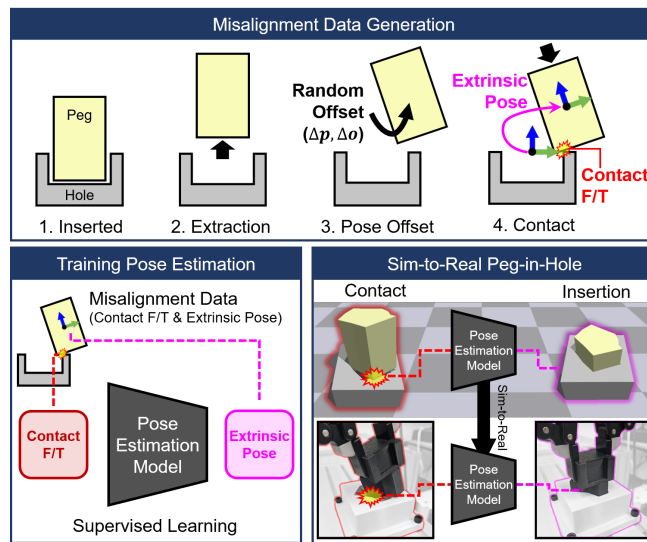 Misalignment Data Generation
Peg
Hole
1. Inserted
2. Extraction
Random
Offset
(Δp, Δo)
3. Pose Offset
Extrinsic
Pose
Contact
F/T
4. Contact
Training Pose Estimation
Misalignment Data
(Contact F/T & Extrinsic Pose)
Contact
F/T
Pose
Estimation
Model
Extrinsic
Pose
Supervised Learning
Sim-to-Real Peg-in-Hole
Contact
Insertion
Pose
Estimation
Model
Sim-to-Real
Pose
Estimation
Model